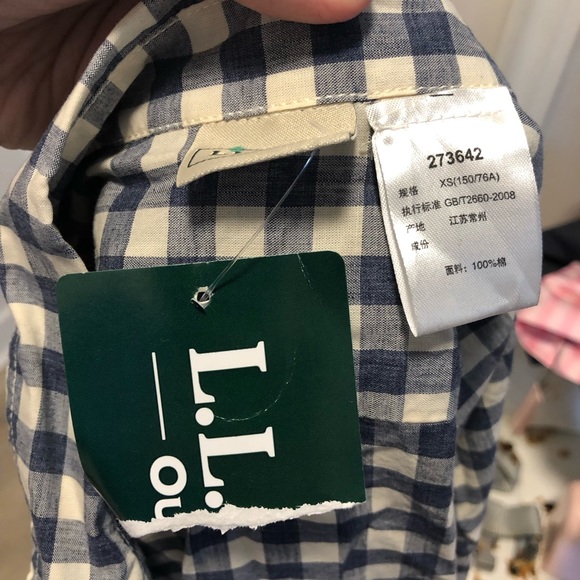 273642
规格 XS(150/76A)
执行标准 GB/T2660-2008
产地 江苏常州
成份
面料：100%棉
L.L.
OU